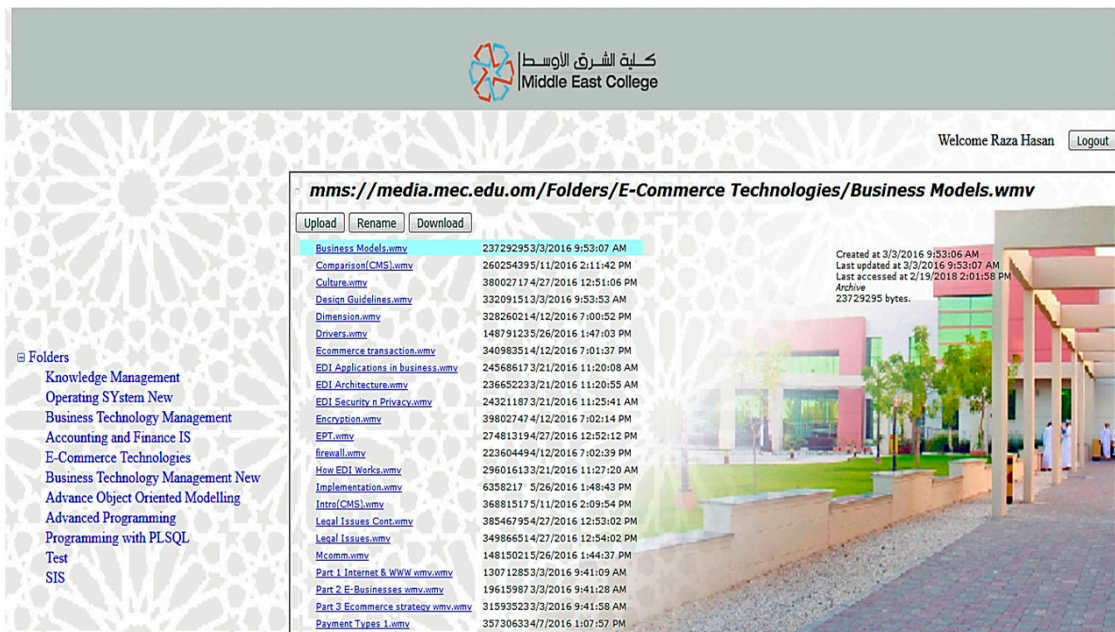 كـلية الشـرق الأوسـط
Middle East College
Welcome Raza Hasan Logout
mms://media.mec.edu.om/Folders/E-Commerce Technologies/Business Models.wmv
Upload Rename Download
Business Models.wmv 237292953/3/2016 9:53:07 AM
Comparison(CMS).wmv 260254395/11/2016 2:11:42 PM
Culture.wmv 380027174/27/2016 12:51:06 PM
Design Guidelines.wmv 332091513/3/2016 9:53:53 AM
Dimension.wmv 328260214/12/2016 7:00:52 PM
Drivers.wmv 148791235/26/2016 1:47:03 PM
Ecommerce transaction.wmv 340983514/12/2016 7:01:37 PM
EDI Applications in business.wmv 245686173/21/2016 11:20:08 AM
EDI Architecture.wmv 236652233/21/2016 11:20:55 AM
EDI Security n Privacy.wmv 243211873/21/2016 11:25:41 AM
Encryption.wmv 398027474/12/2016 7:02:14 PM
EPT.wmv 274813194/27/2016 12:52:12 PM
firewall.wmv 223604494/12/2016 7:02:39 PM
How EDI Works.wmv 296016133/21/2016 11:27:20 AM
Implementation.wmv 6358217 5/26/2016 1:48:43 PM
Intro(CMS).wmv 368815175/11/2016 2:09:54 PM
Legal Issues Cont.wmv 385467954/27/2016 12:53:02 PM
Legal Issues.wmv 349866514/27/2016 12:54:02 PM
Mcomm.wmv 148150215/26/2016 1:44:37 PM
Part 1 Internet & WWW wmv.wmv 130712853/3/2016 9:41:09 AM
Part 2 E-Businesses wmv.wmv 196159873/3/2016 9:41:28 AM
Part 3 Ecommerce strategy wmv.wmv 315935233/3/2016 9:41:58 AM
Payment Types 1.wmv 357306334/7/2016 1:07:57 PM
Created at 3/3/2016 9:53:06 AM
Last updated at 3/3/2016 9:53:07 AM
Last accessed at 2/19/2018 2:01:58 PM
Archive
23729295 bytes.
Folders
Knowledge Management
Operating SYstem New
Business Technology Management
Accounting and Finance IS
E-Commerce Technologies
Business Technology Management New
Advance Object Oriented Modelling
Advanced Programming
Programming with PLSQL
Test
SIS